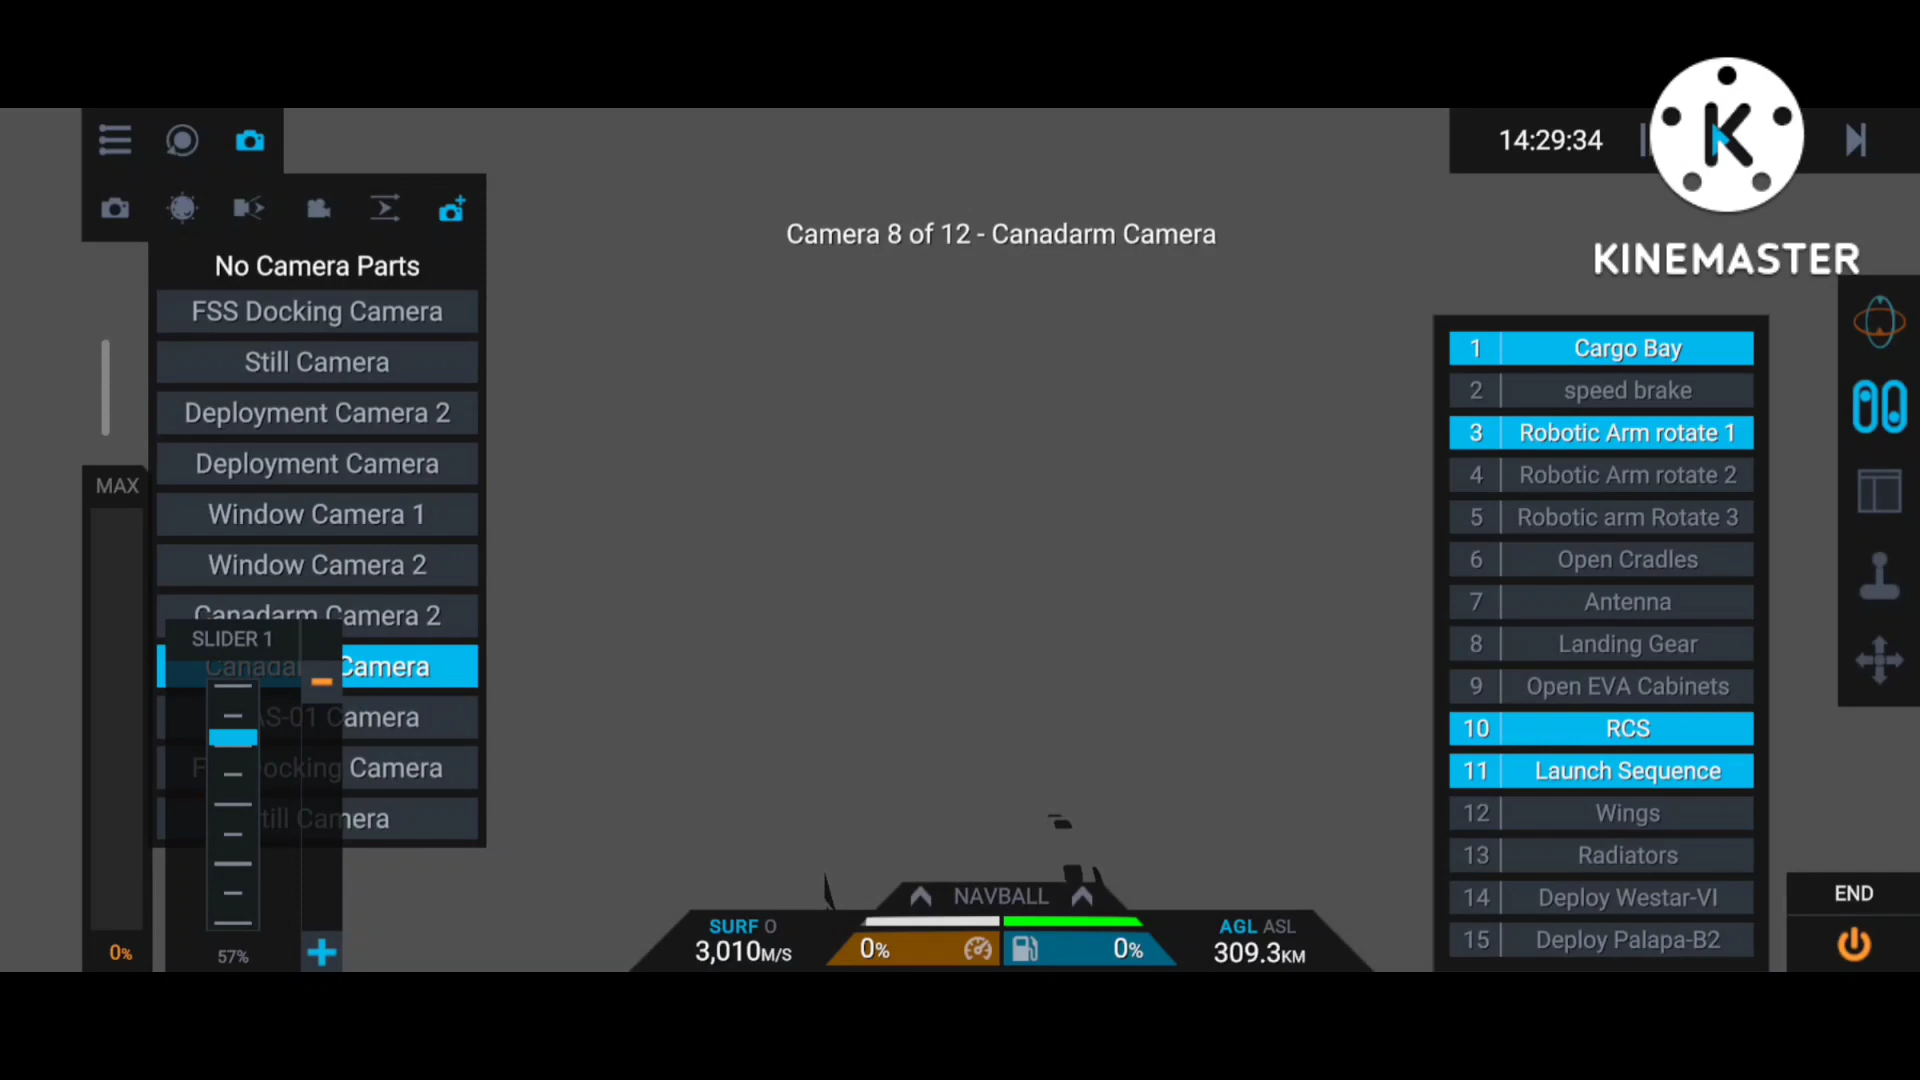 14:29:34
K
KINEMASTER
No Camera Parts
FSS Docking Camera
Still Camera
Deployment Camera 2
Deployment Camera
Window Camera 1
Window Camera 2
Canadarm Camera 2
Canadarm Camera
AS-01 Camera
Docking Camera
Still Camera
MAX
0%
SLIDER 1
57%
Camera 8 of 12 - Canadarm Camera
NAVBALL
SURF O
3,010M/S
0%
0%
AGL ASL
309.3KM
1 Cargo Bay
2 speed brake
3 Robotic Arm rotate 1
4 Robotic Arm rotate 2
5 Robotic arm Rotate 3
6 Open Cradles
7 Antenna
8 Landing Gear
9 Open EVA Cabinets
10 RCS
11 Launch Sequence
12 Wings
13 Radiators
14 Deploy Westar-VI
15 Deploy Palapa-B2
END